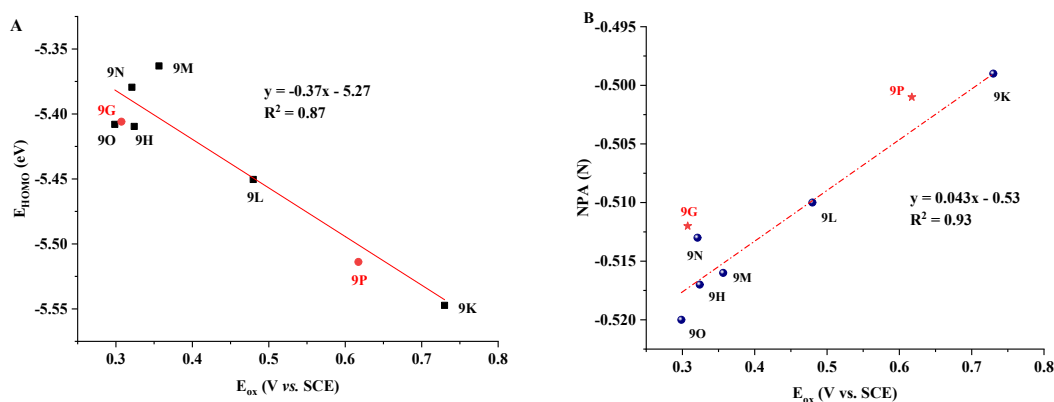 A
E_HOMO (eV)
-5.35
-5.40
-5.45
-5.50
-5.55
9N
9M
9G
9O
9H
9L
9P
9K
y = -0.37x - 5.27
R² = 0.87
0.3
0.4
0.5
0.6
0.7
0.8
E_ox (V vs. SCE)
B
NPA (N)
-0.495
-0.500
-0.505
-0.510
-0.515
-0.520
9P
9K
9G
9N
9L
9M
9H
9O
y = 0.043x - 0.53
R² = 0.93
0.3
0.4
0.5
0.6
0.7
0.8
E_ox (V vs. SCE)